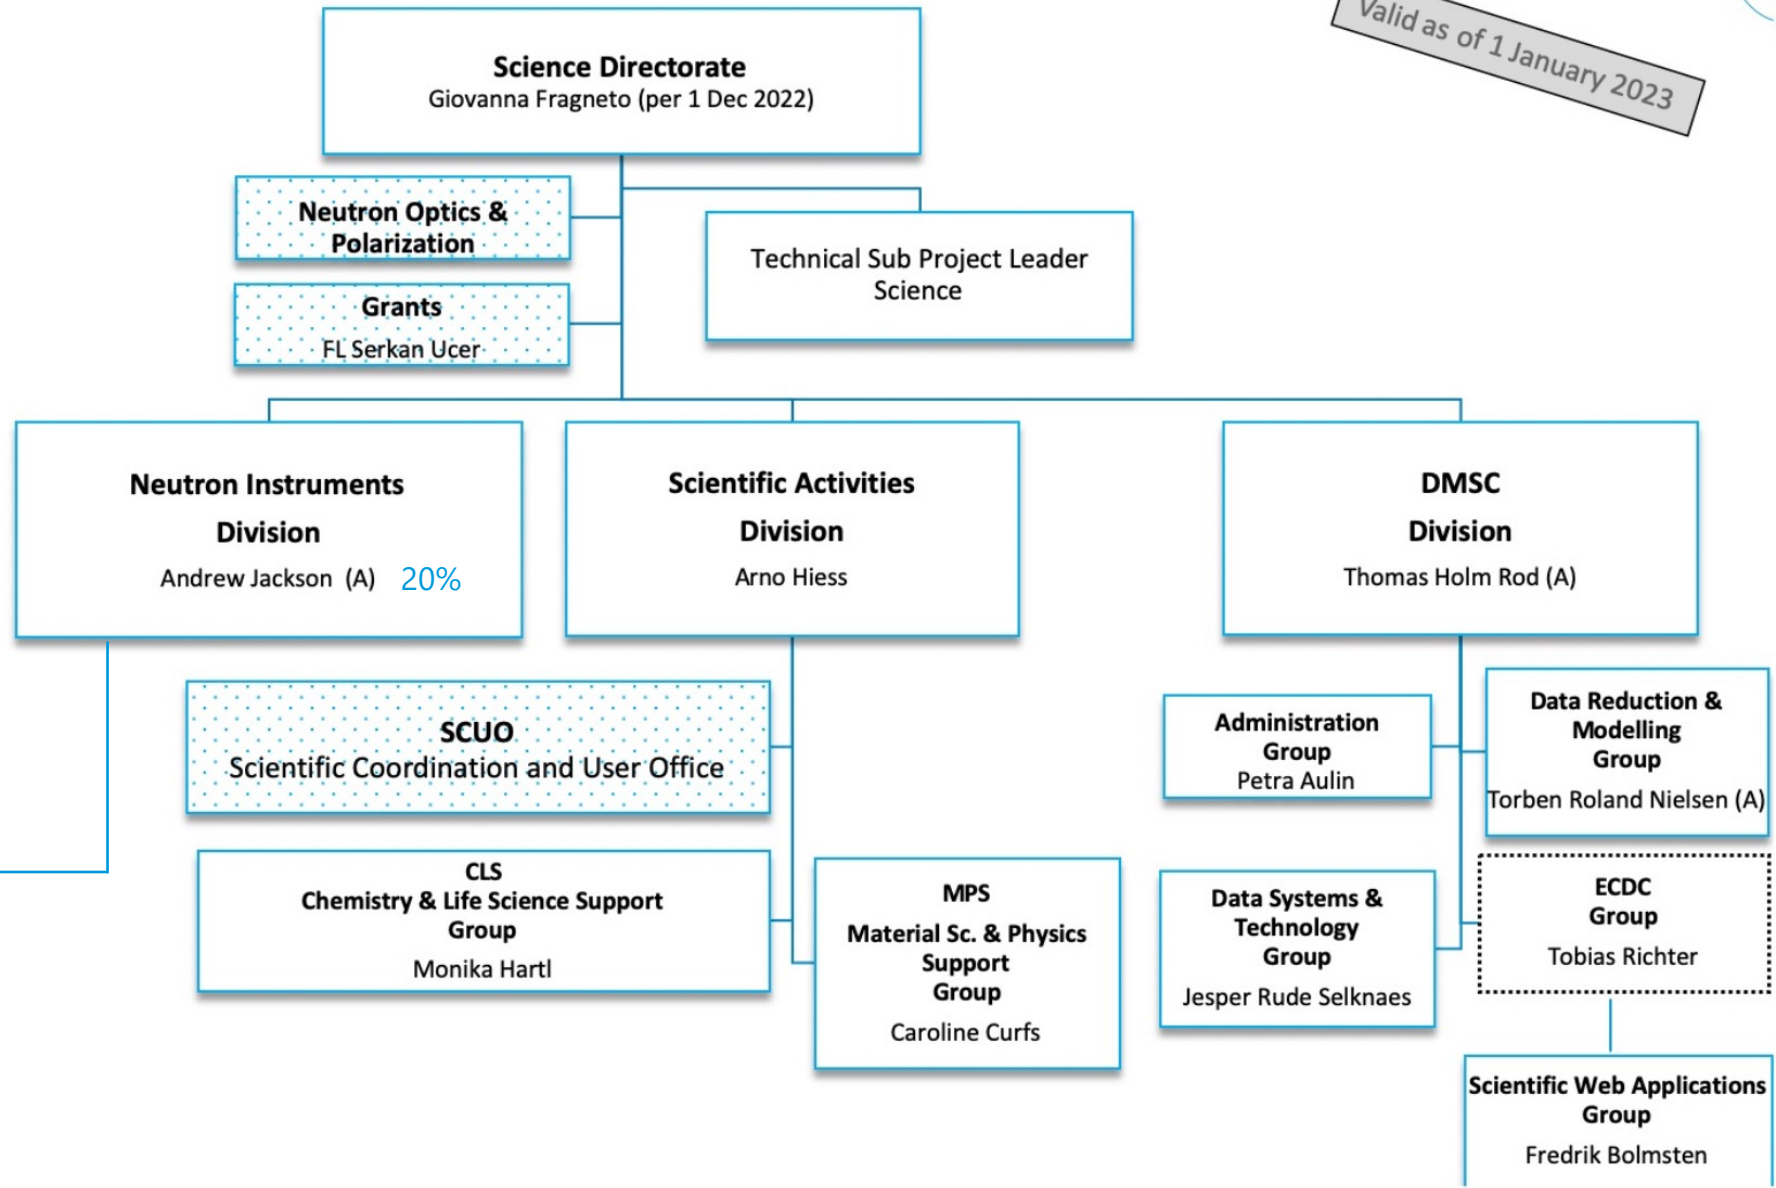 Valid as of 1 January 2023
Science Directorate
Giovanna Fragneto (per 1 Dec 2022)
Neutron Optics &
Polarization
Technical Sub Project Leader
Science
Grants
FL Serkan Ucer
Neutron Instruments
Division
Andrew Jackson (A) 20%
Scientific Activities
Division
Arno Hiess
DMSC
Division
Thomas Holm Rod (A)
SCUO
Scientific Coordination and User Office
CLS
Chemistry & Life Science Support
Group
Monika Hartl
MPS
Material Sc. & Physics
Support
Group
Caroline Curfs
Administration
Group
Petra Aulin
Data Reduction &
Modelling
Group
Torben Roland Nielsen (A)
Data Systems &
Technology
Group
Jesper Rude Selknaes
ECDC
Group
Tobias Richter
Scientific Web Applications
Group
Fredrik Bolmsten